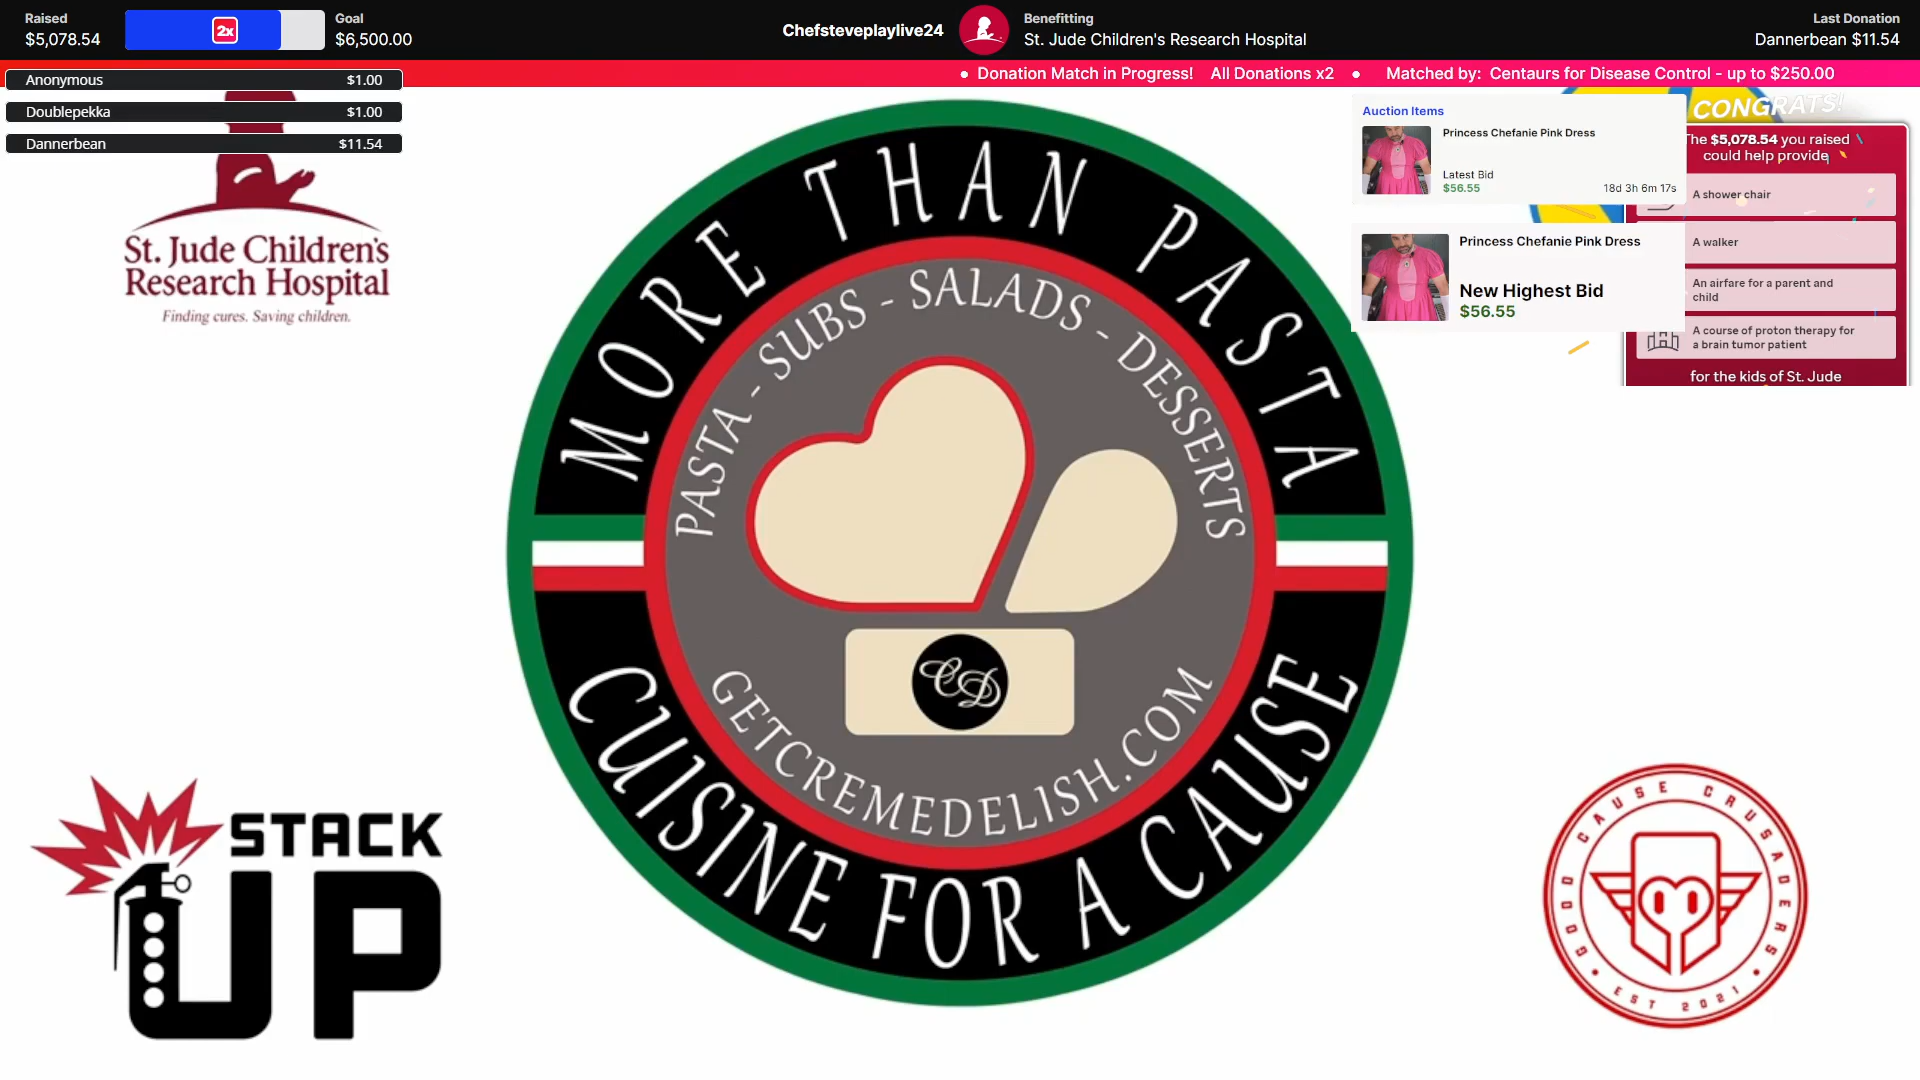 Raised
$5,078.54
2x
Goal
$6,500.00
Chefsteveplaylive24
Benefitting
St. Jude Children's Research Hospital
Last Donation
Dannerbean $11.54
• Donation Match in Progress! All Donations x2 • Matched by: Centaurs for Disease Control - up to $250.00
Anonymous $1.00
Doublepekka $1.00
Dannerbean $11.54
St. Jude Children's
Research Hospital
Finding cures. Saving children.
Auction Items
Princess Chefanie Pink Dress
Latest Bid
$56.55
18d 3h 6m 17s
Princess Chefanie Pink Dress
New Highest Bid
$56.55
CONGRATS!
The $5,078.54 you raised
could help provide
A shower chair
A walker
An airfare for a parent and
child
A course of proton therapy for
a brain tumor patient
for the kids of St. Jude
MORE THAN PASTA
PASTA - SUBS - SALADS - DESSERTS
CD
GETCREMEDELISH.COM
CUISINE FOR A CAUSE
STACK
UP
GOOD CAUSE CRUSADERS
• EST 2021 •